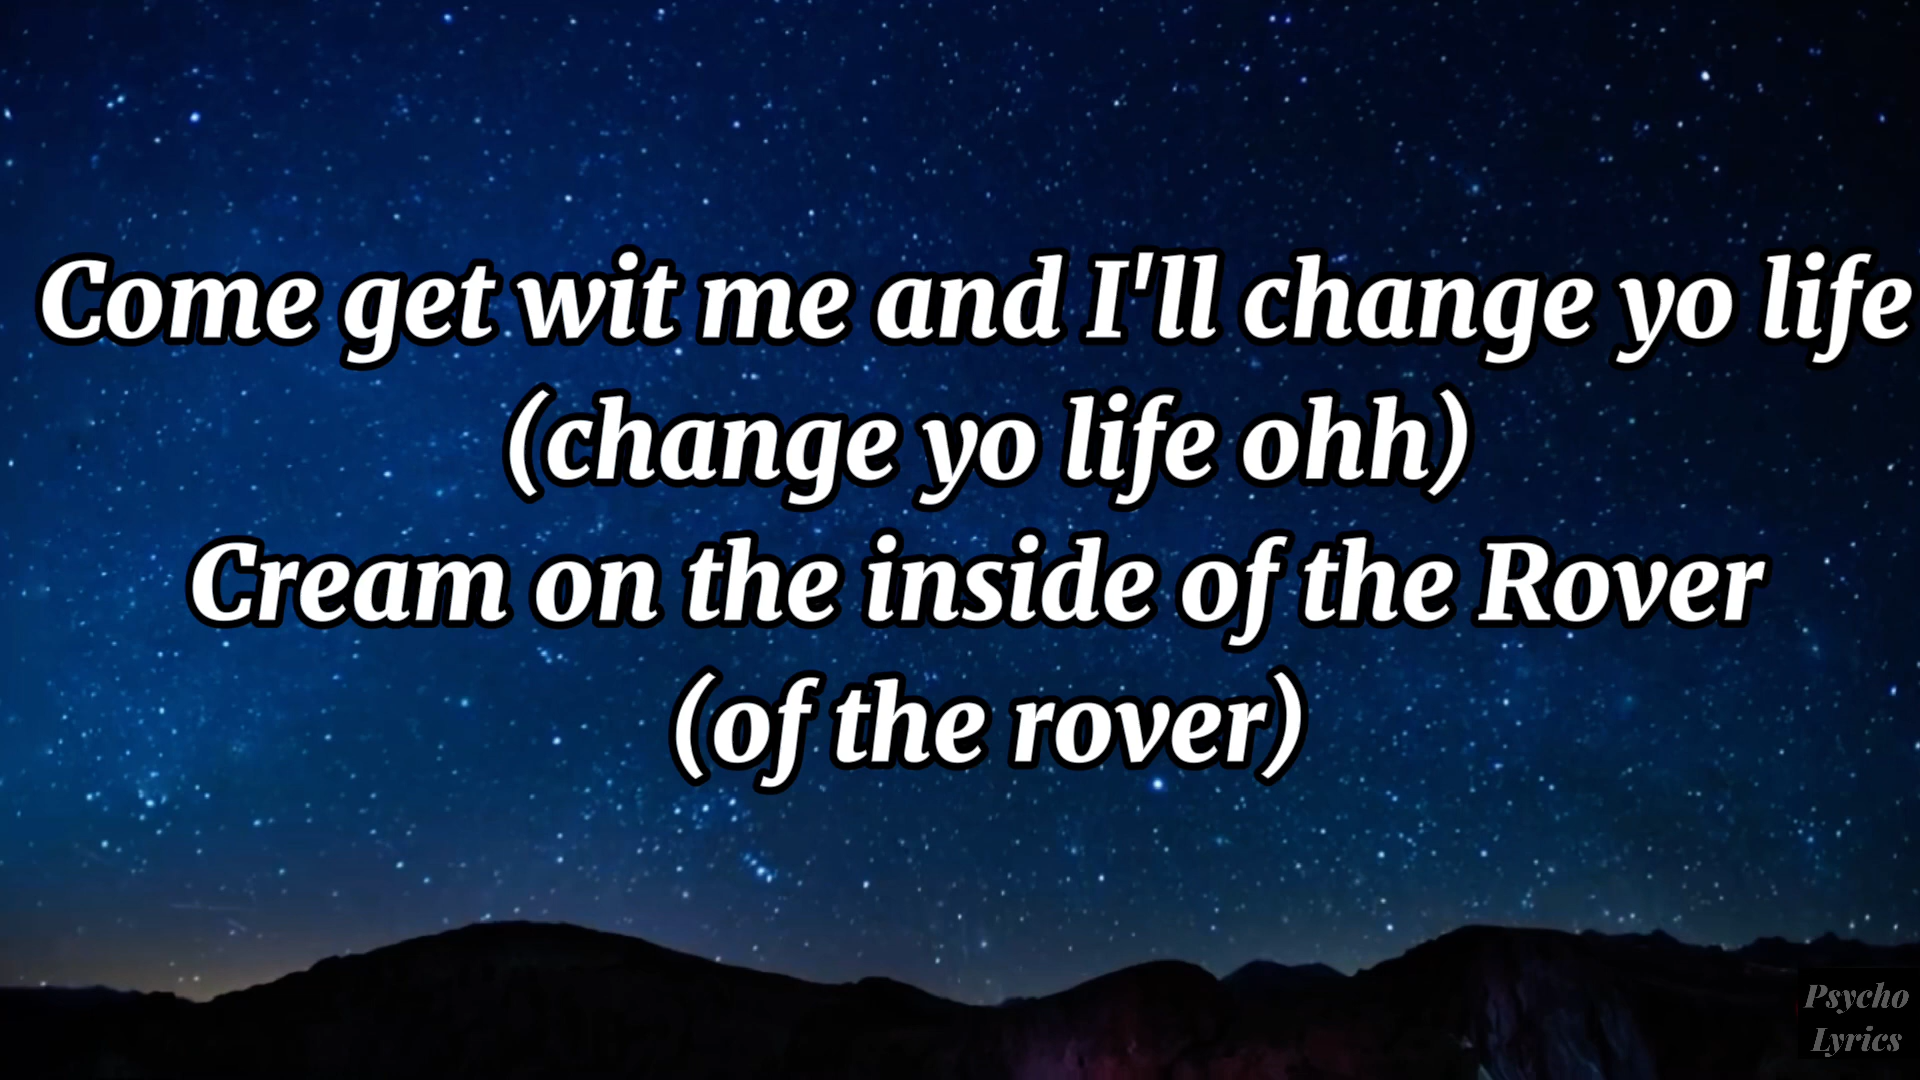 Come get wit me and I'll change yo life
(change yo life ohh)
Cream on the inside of the Rover
(of the rover)
Psycho
Lyrics